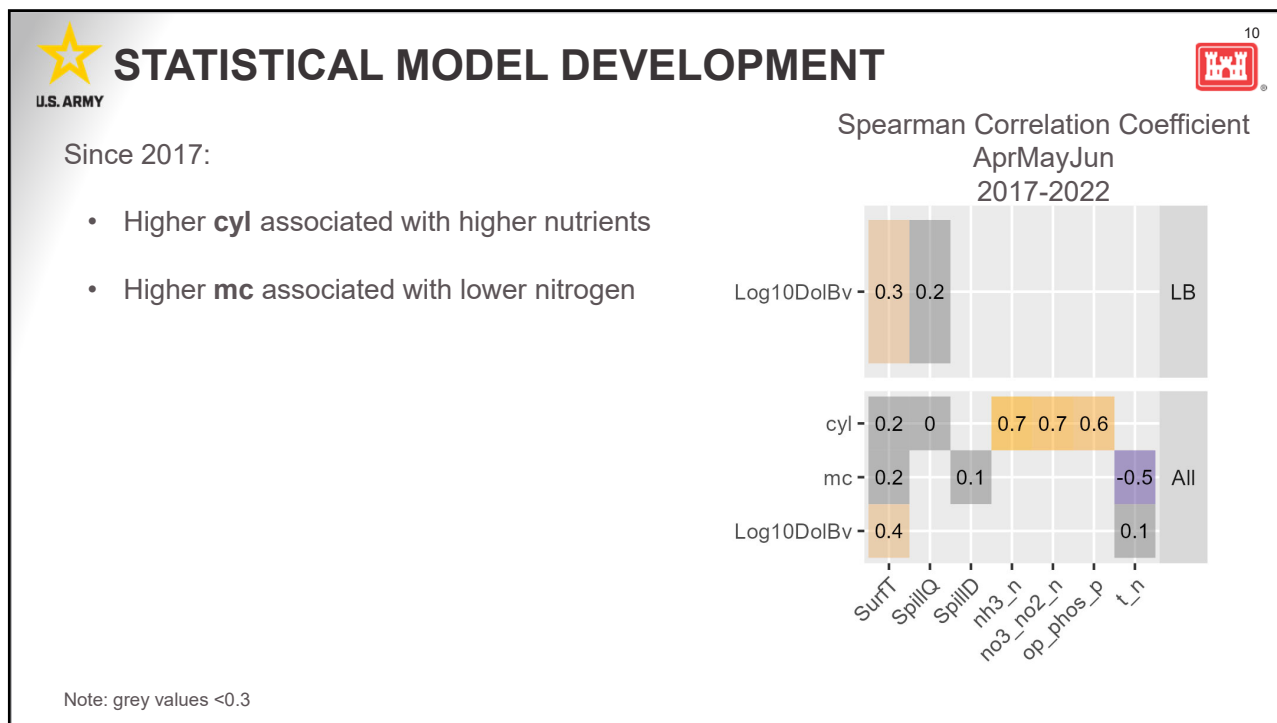 10
STATISTICAL MODEL DEVELOPMENT
U.S. ARMY
®
Since 2017:
• Higher cyl associated with higher nutrients
• Higher mc associated with lower nitrogen
Spearman Correlation Coefficient
AprMayJun
2017-2022
Log10DolBv 0.3 0.2 LB
cyl 0.2 0 0.7 0.7 0.6
mc 0.2 0.1 -0.5 All
Log10DolBv 0.4 0.1
SurfT SpillQ SpillD nh3_n no3_no2_n op_phos_p t_n
Note: grey values <0.3